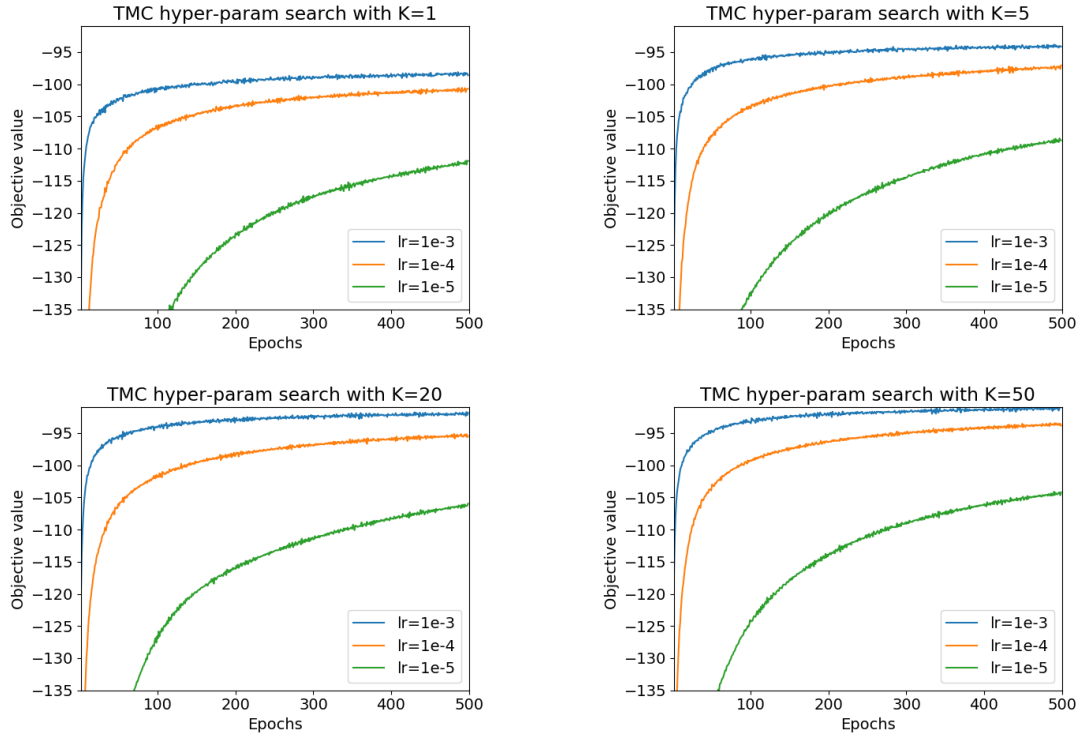 TMC hyper-param search with K=1
Objective value
−95
−100
−105
−110
−115
−120
−125
−130
−135
lr=1e-3
lr=1e-4
lr=1e-5
100 200 300 400 500
Epochs
TMC hyper-param search with K=5
Objective value
−95
−100
−105
−110
−115
−120
−125
−130
−135
lr=1e-3
lr=1e-4
lr=1e-5
100 200 300 400 500
Epochs
TMC hyper-param search with K=20
Objective value
−95
−100
−105
−110
−115
−120
−125
−130
−135
lr=1e-3
lr=1e-4
lr=1e-5
100 200 300 400 500
Epochs
TMC hyper-param search with K=50
Objective value
−95
−100
−105
−110
−115
−120
−125
−130
−135
lr=1e-3
lr=1e-4
lr=1e-5
100 200 300 400 500
Epochs